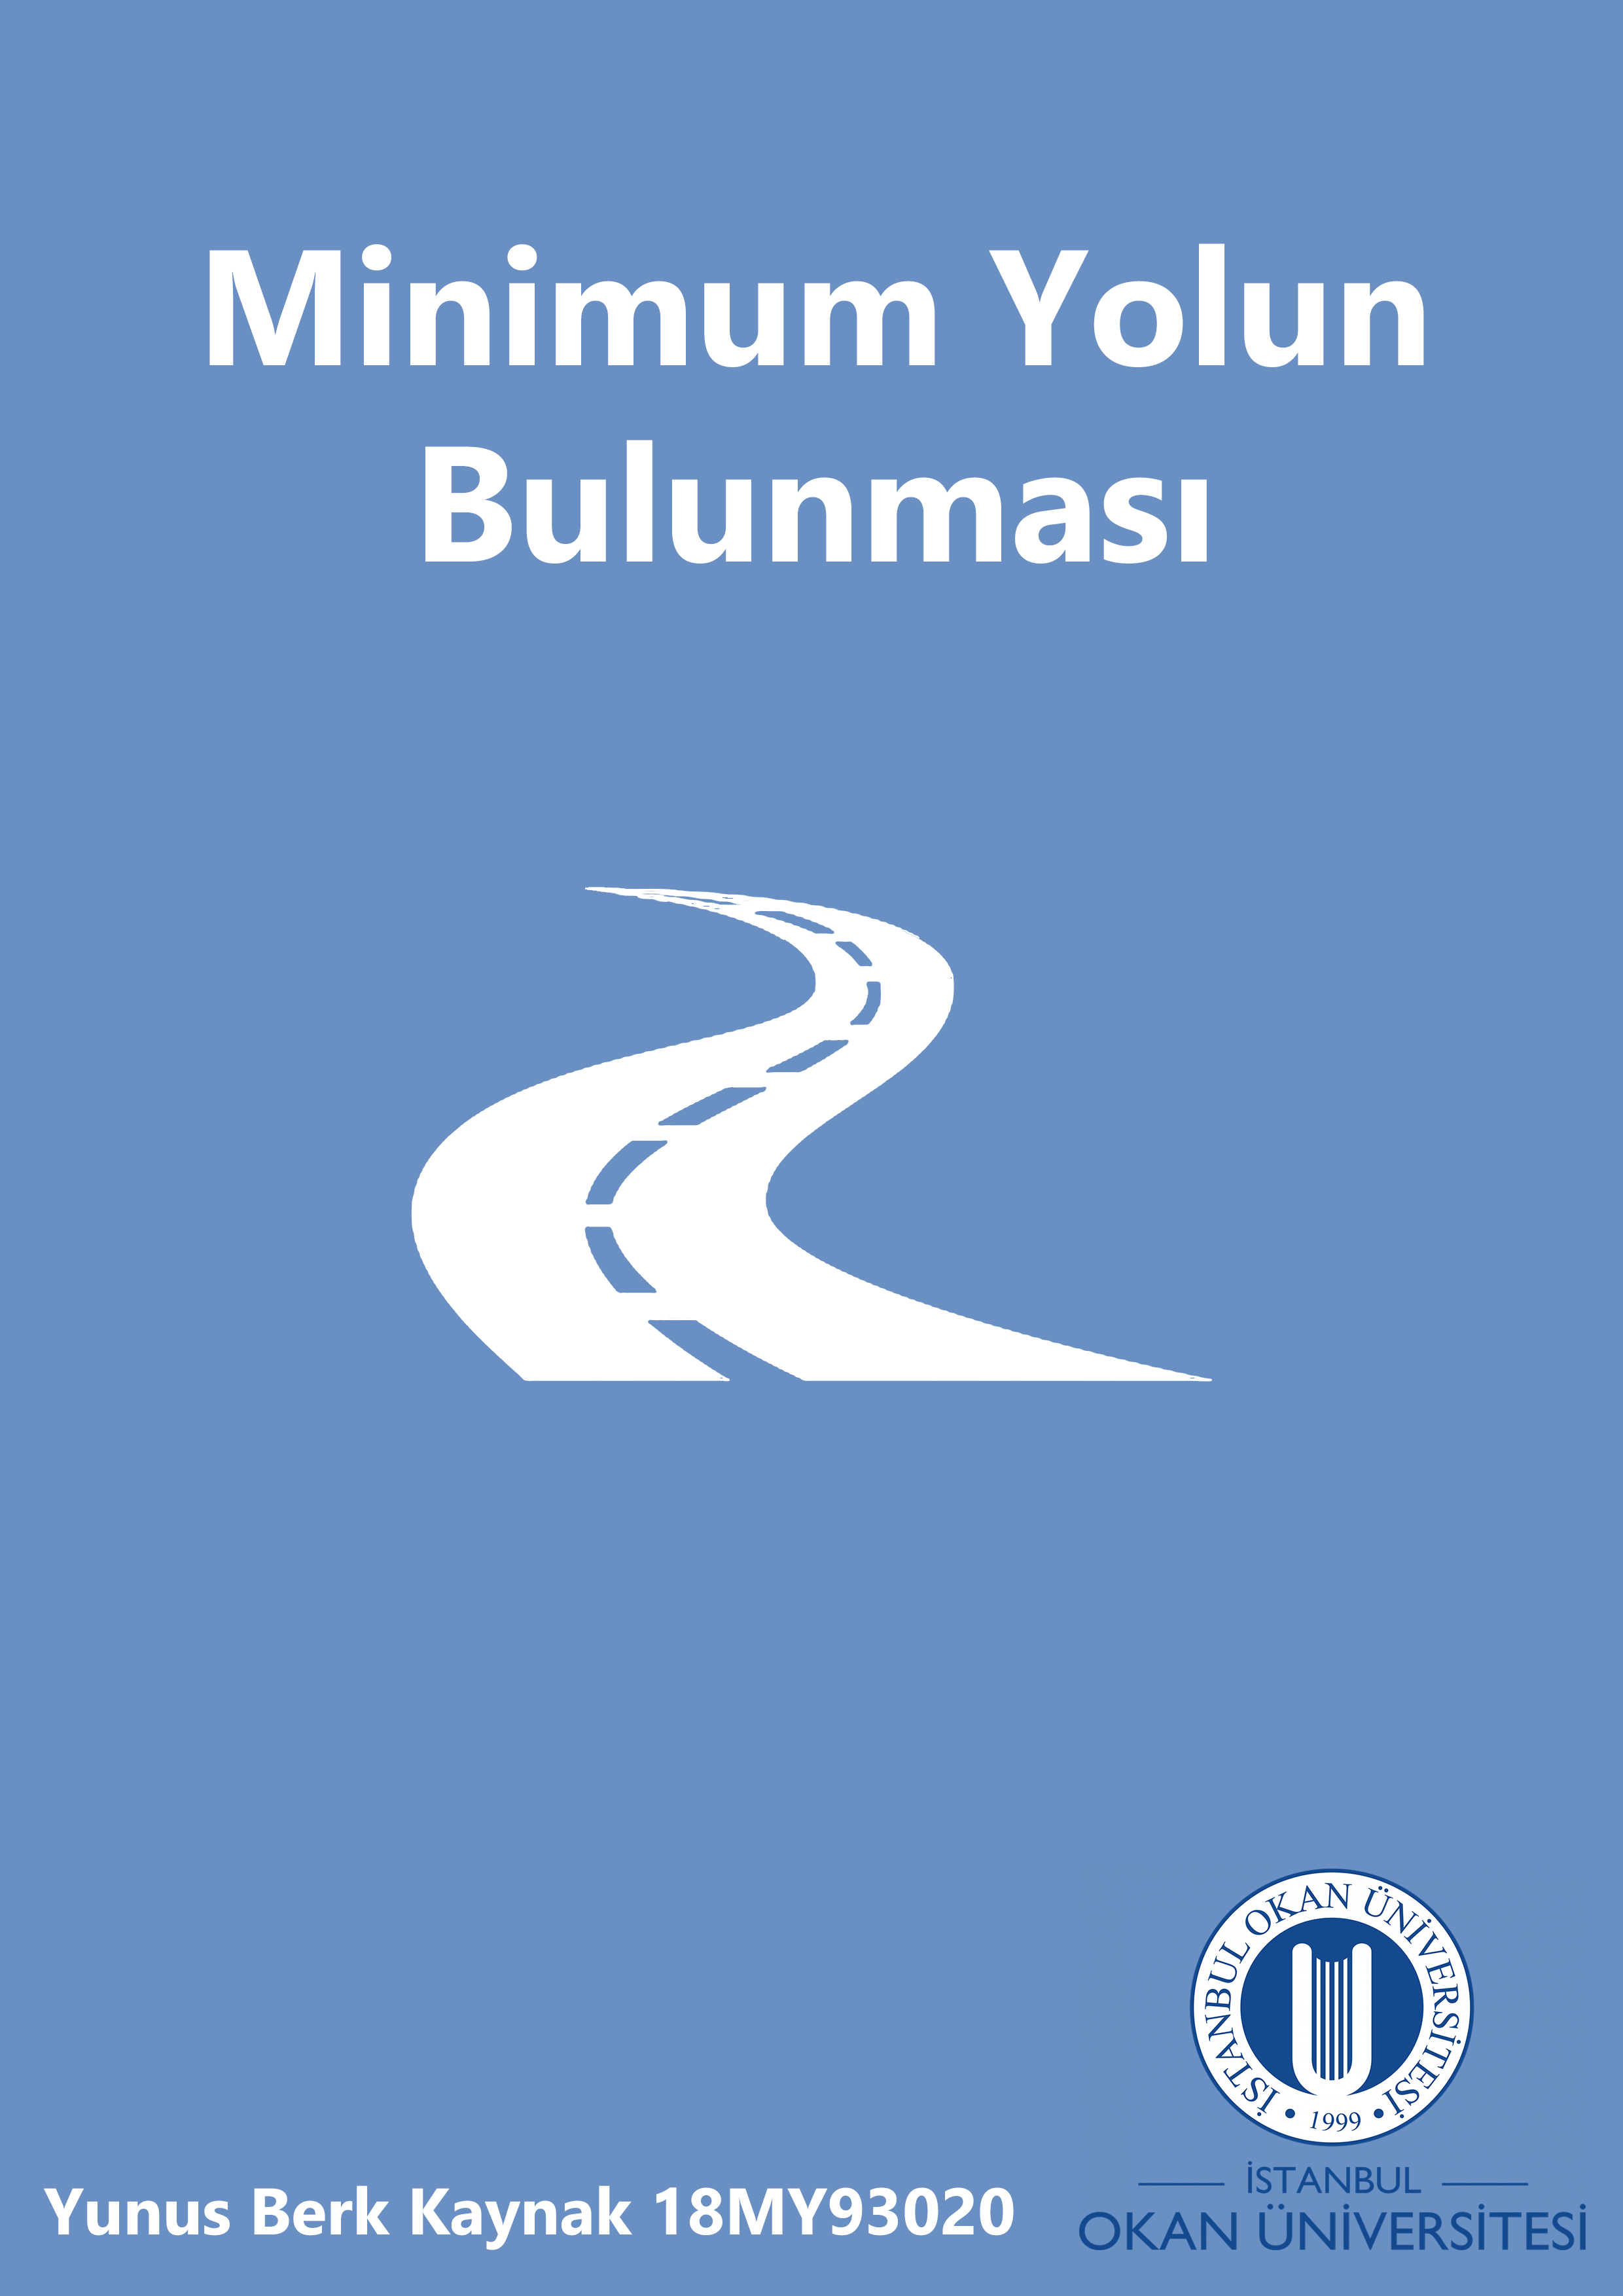 Minimum Yolun
Bulunması
İSTANBUL OKAN ÜNİVERSİTESİ
1999
Yunus Berk Kaynak 18MY93020
İSTANBUL
OKAN ÜNİVERSİTESİ